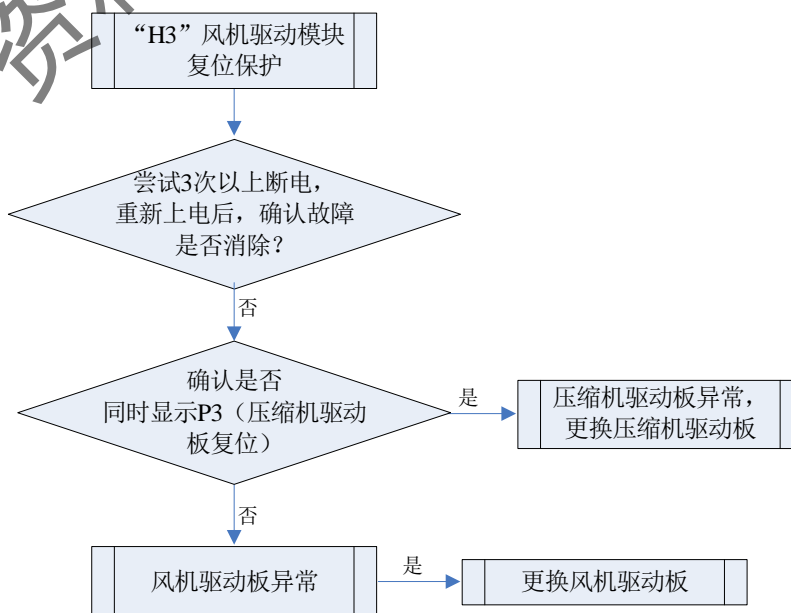 “H3”风机驱动模块
复位保护
尝试3次以上断电，
重新上电后，确认故障
是否消除？
否
确认是否
同时显示P3（压缩机驱动
板复位）
是
压缩机驱动板异常，
更换压缩机驱动板
否
风机驱动板异常
是
更换风机驱动板